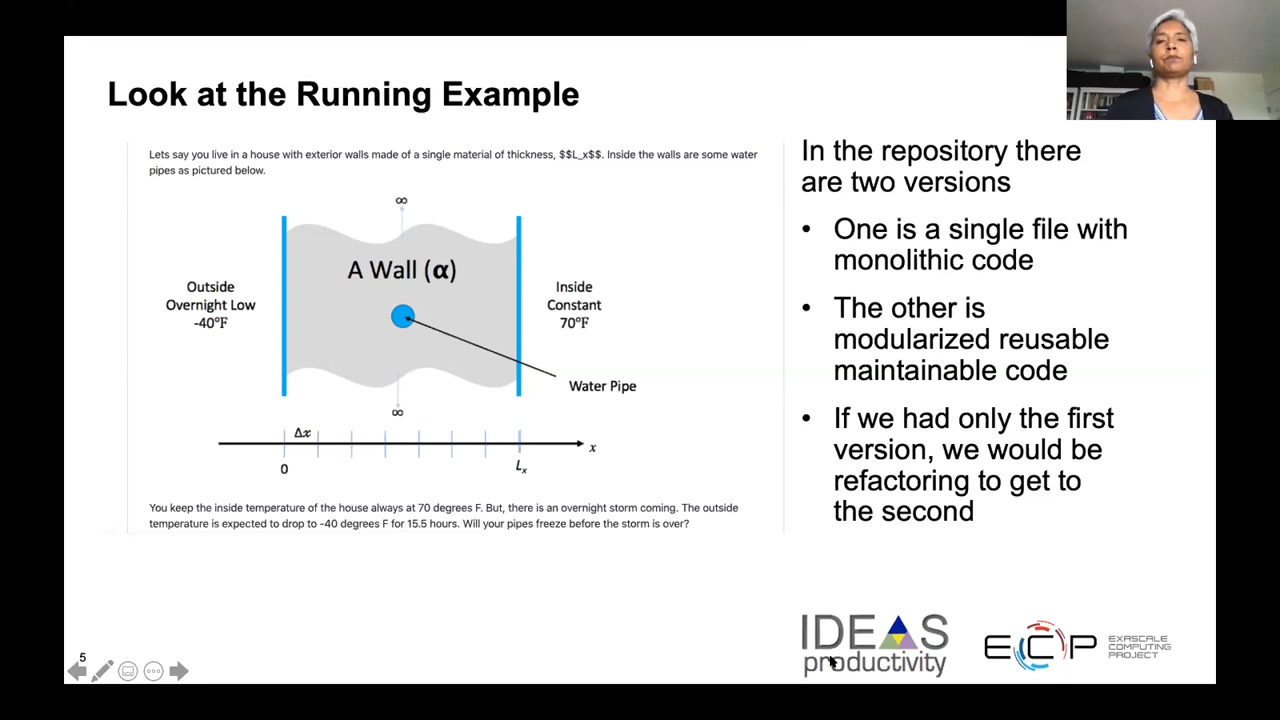 Look at the Running Example
Lets say you live in a house with exterior walls made of a single material of thickness, $$L_x$$. Inside the walls are some water
pipes as pictured below.
∞
A Wall (α)
Outside
Overnight Low
-40°F
Inside
Constant
70°F
Water Pipe
∞
Δx
x
0
Lₓ
You keep the inside temperature of the house always at 70 degrees F. But, there is an overnight storm coming. The outside
temperature is expected to drop to -40 degrees F for 15.5 hours. Will your pipes freeze before the storm is over?
In the repository there
are two versions
• One is a single file with
monolithic code
• The other is
modularized reusable
maintainable code
• If we had only the first
version, we would be
refactoring to get to
the second
5
IDEAS
productivity
ECP
EXASCALE
COMPUTING
PROJECT